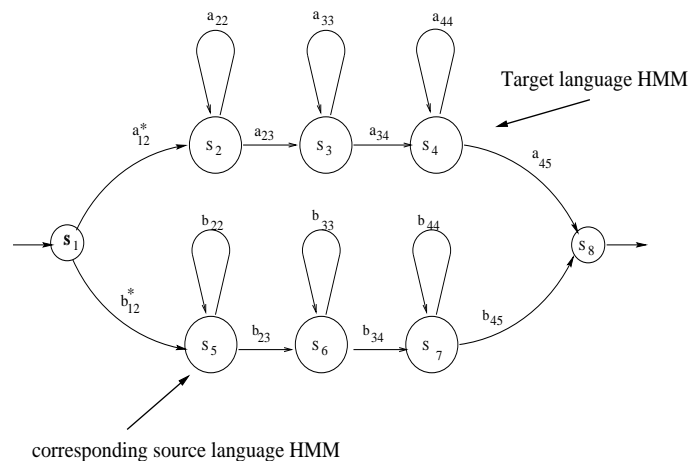 a22 a33 a44
Target language HMM
a*12
s2 a23 s3 a34 s4
a45
s1
b22 b33 b44
s8
b*12
s5 b23 s6 b34 s7
b45
corresponding source language HMM